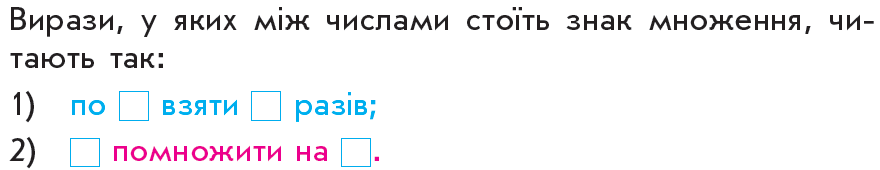 Вирази, у яких між числами стоїть знак множення, чи-
тають так:
1) по □ взяти □ разів;
2) □ помножити на □.